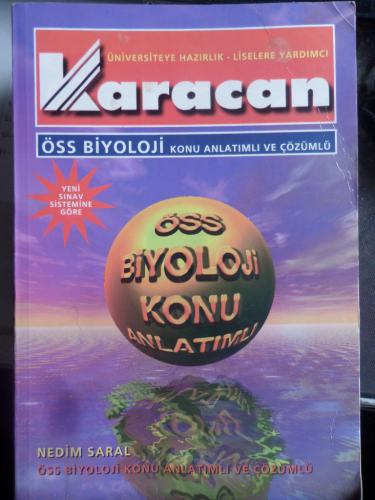 ÜNİVERSİTEYE HAZIRLIK - LİSELERE YARDIMCI
Karacan
ÖSS BİYOLOJİ KONU ANLATIMLI VE ÇÖZÜMLÜ
YENİ
SINAV
SİSTEMİNE
GÖRE
ÖSS
BİYOLOJİ
KONU
ANLATIMLI
NEDİM SARAL
ÖSS BİYOLOJİ KONU ANLATIMLI VE ÇÖZÜMLÜ